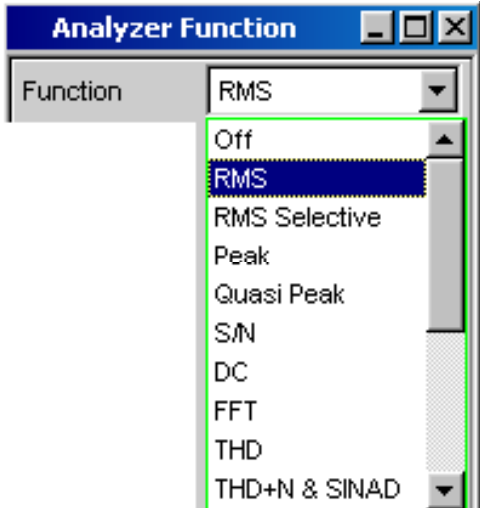 Analyzer Function
Function RMS
Off
RMS
RMS Selective
Peak
Quasi Peak
S/N
DC
FFT
THD
THD+N & SINAD